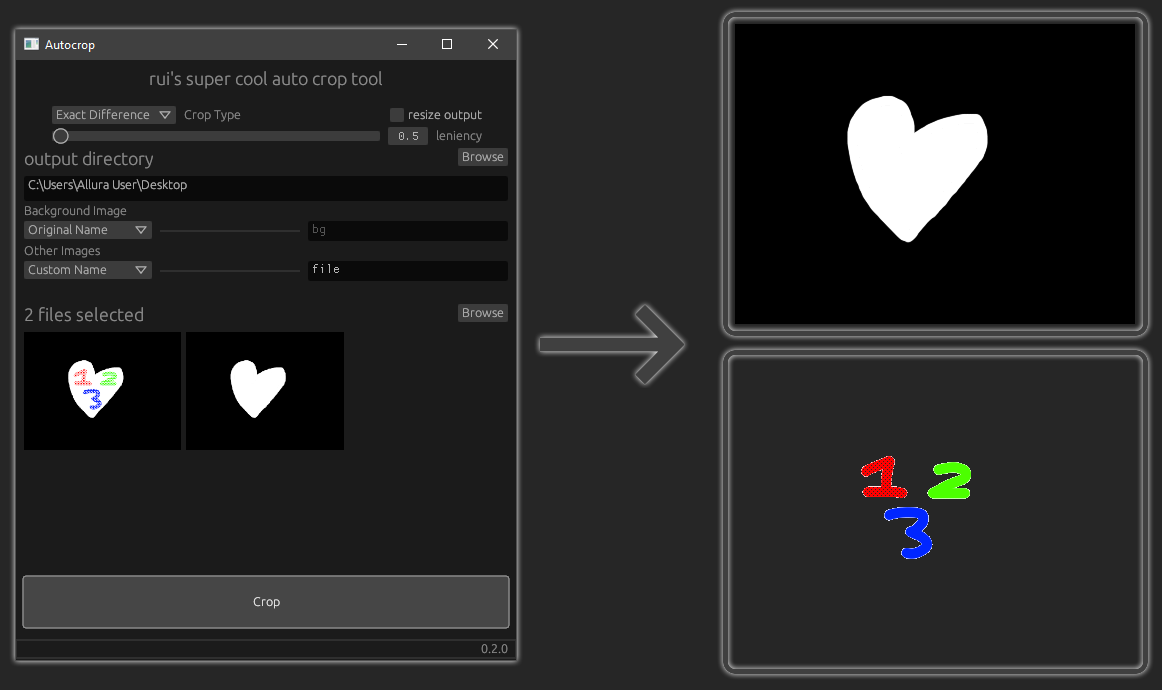 Autocrop
rui's super cool auto crop tool
Exact Difference Crop Type resize output
0.5 leniency
output directory Browse
C:\Users\Allura User\Desktop
Background Image
Original Name bg
Other Images
Custom Name file
2 files selected Browse
1 2
3
Crop
0.2.0
1 2
3